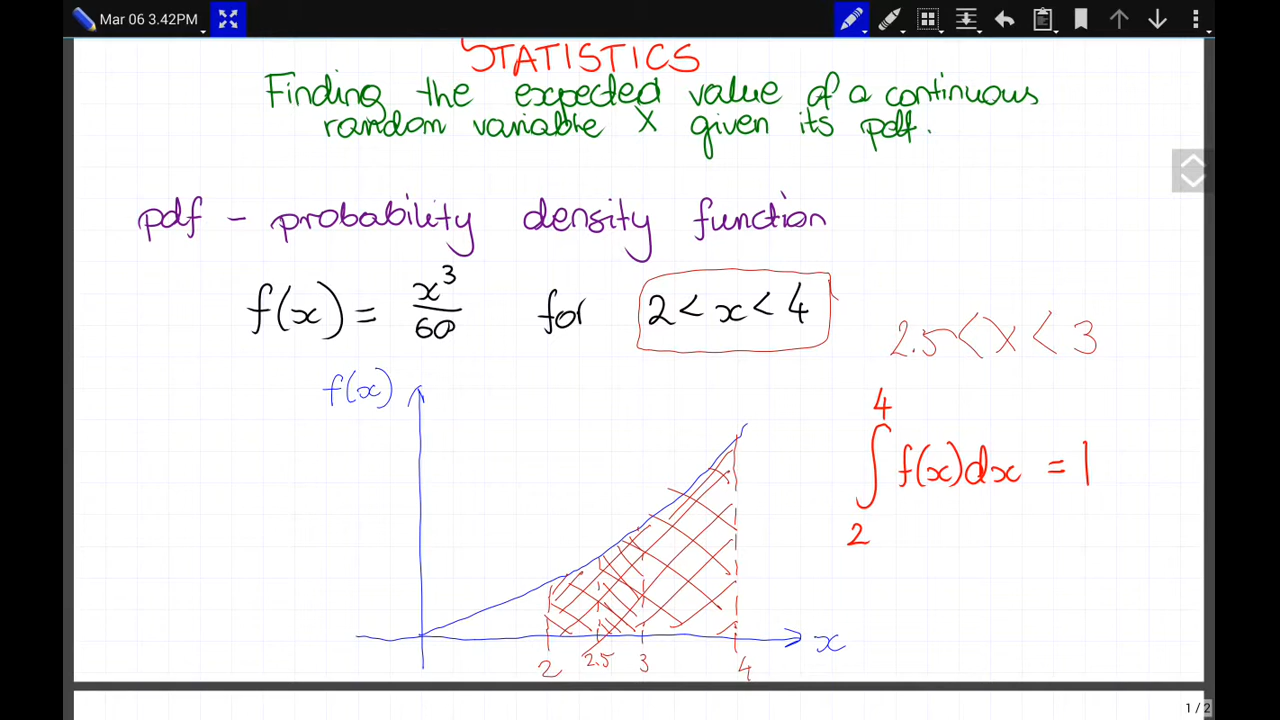 Mar 06 3.42PM
STATISTICS
Finding the expected value of a continuous
random variable X given its pdf.
pdf - probability density function
f(x) = x³/60 for 2 < x < 4
2.5 < X < 3
f(x)
4
∫ f(x)dx = 1
2
x
2 2.5 3 4
1 / 2